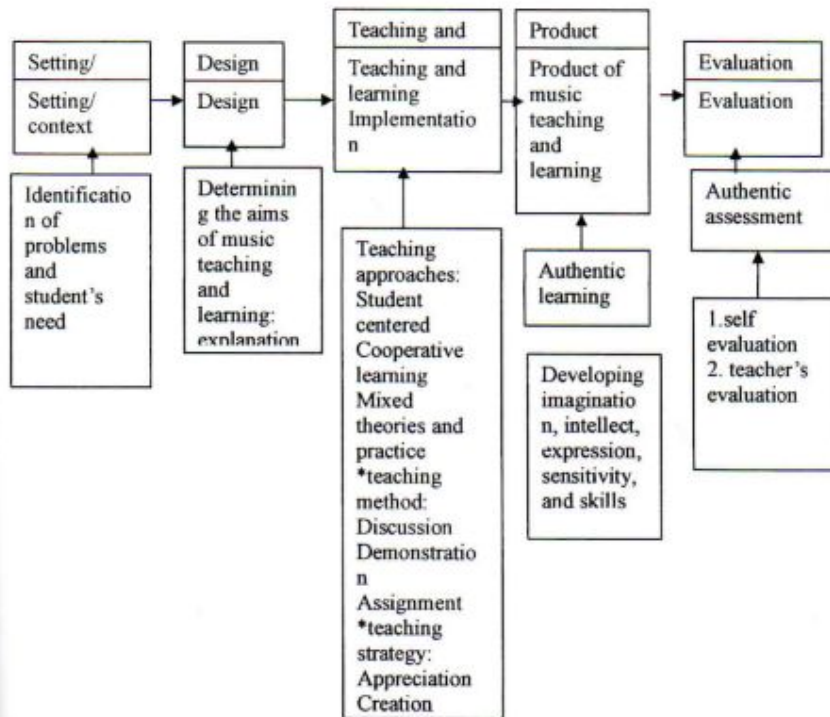 Setting/
Setting/
context
Design
Design
Teaching and
Teaching and
learning
Implementatio
n
Product
Product of
music
teaching
and
learning
Evaluation
Evaluation
Identificatio
n of
problems
and
student's
need
Determinin
g the aims
of music
teaching
and
learning:
explanation
Teaching
approaches:
Student
centered
Cooperative
learning
Mixed
theories and
practice
*teaching
method:
Discussion
Demonstratio
n
Assignment
*teaching
strategy:
Appreciation
Creation
Authentic
learning
Developing
imaginatio
n, intellect,
expression,
sensitivity,
and skills
Authentic
assessment
1.self
evaluation
2. teacher's
evaluation